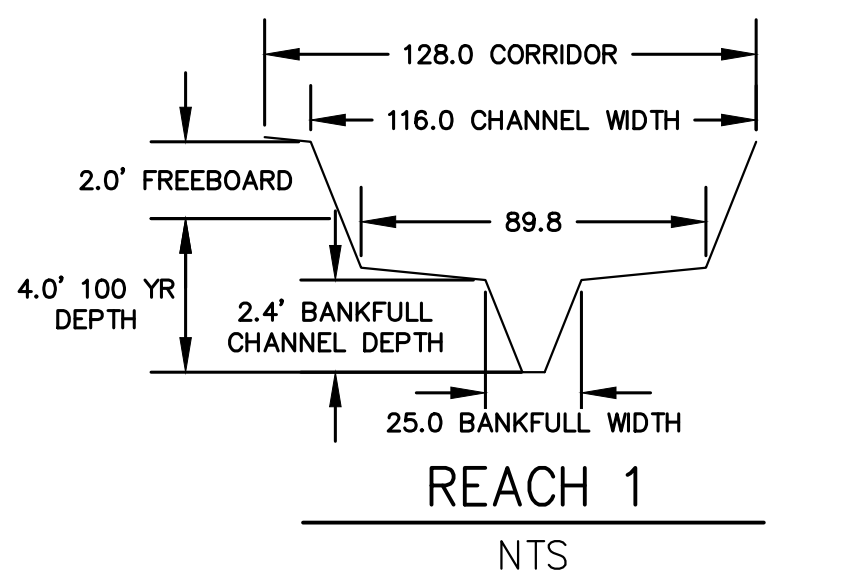 128.0 CORRIDOR
116.0 CHANNEL WIDTH
2.0' FREEBOARD
89.8
4.0' 100 YR
DEPTH
2.4' BANKFULL
CHANNEL DEPTH
25.0 BANKFULL WIDTH
REACH 1
NTS